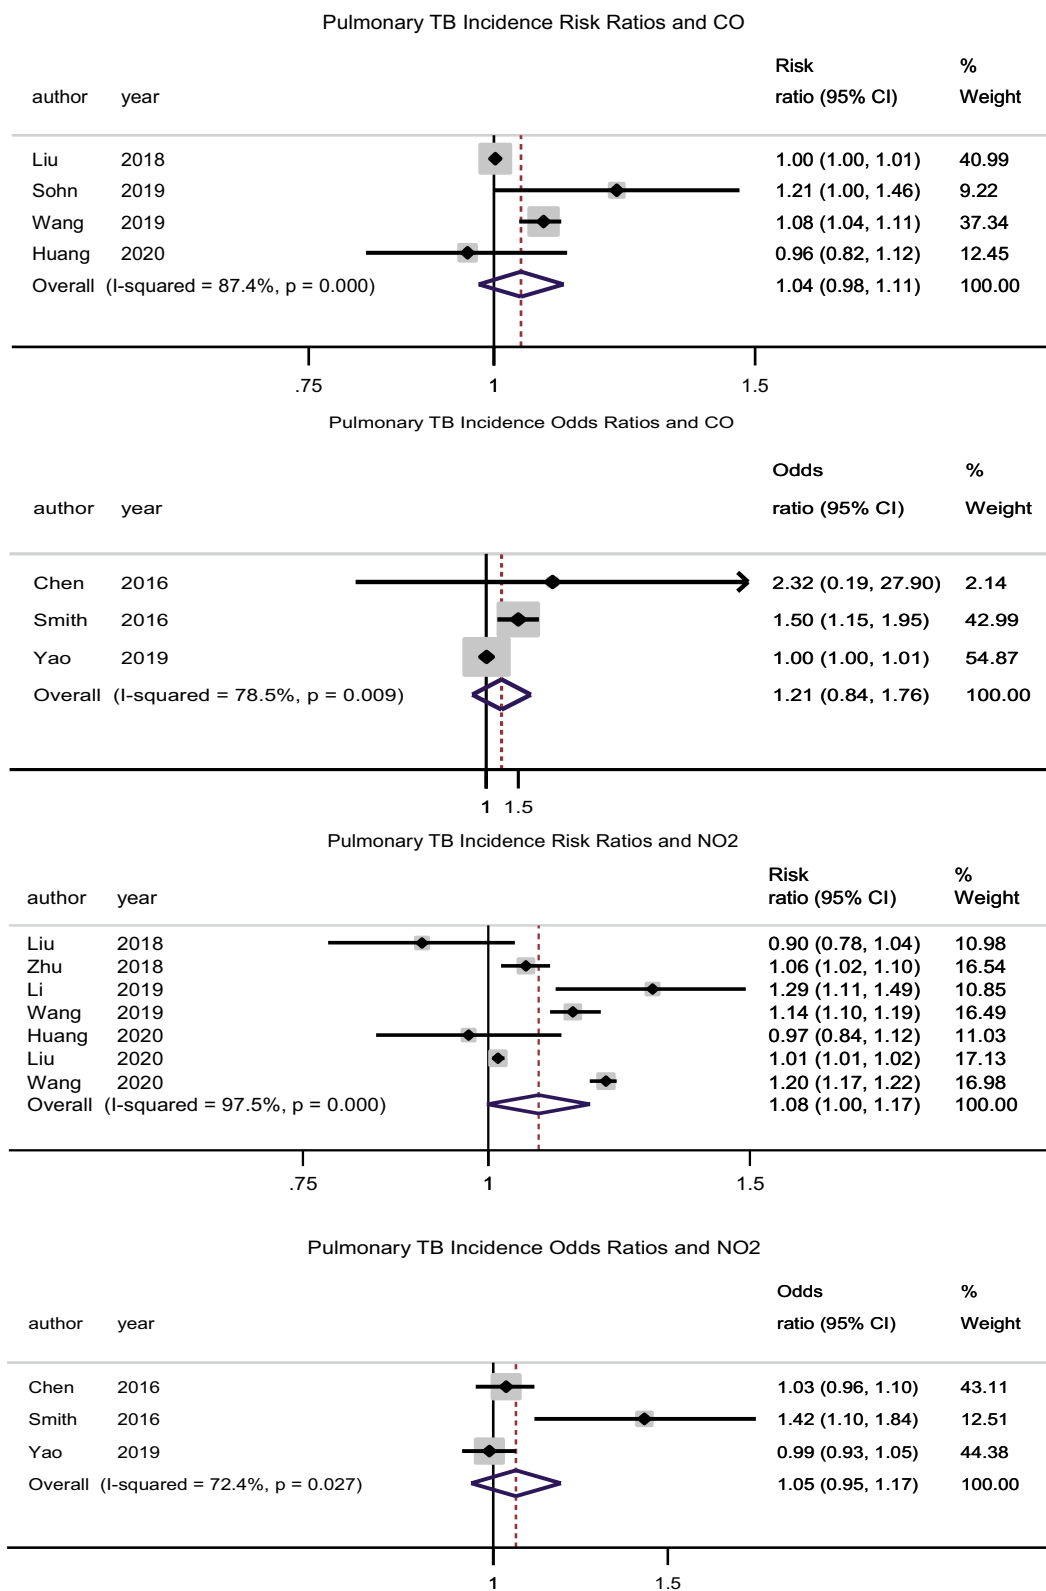 Pulmonary TB Incidence Risk Ratios and CO
Risk %
author year ratio (95% CI) Weight
Liu 2018 1.00 (1.00, 1.01) 40.99
Sohn 2019 1.21 (1.00, 1.46) 9.22
Wang 2019 1.08 (1.04, 1.11) 37.34
Huang 2020 0.96 (0.82, 1.12) 12.45
Overall (I-squared = 87.4%, p = 0.000) 1.04 (0.98, 1.11) 100.00
.75 1 1.5
Pulmonary TB Incidence Odds Ratios and CO
Odds %
author year ratio (95% CI) Weight
Chen 2016 2.32 (0.19, 27.90) 2.14
Smith 2016 1.50 (1.15, 1.95) 42.99
Yao 2019 1.00 (1.00, 1.01) 54.87
Overall (I-squared = 78.5%, p = 0.009) 1.21 (0.84, 1.76) 100.00
1 1.5
Pulmonary TB Incidence Risk Ratios and NO2
Risk %
author year ratio (95% CI) Weight
Liu 2018 0.90 (0.78, 1.04) 10.98
Zhu 2018 1.06 (1.02, 1.10) 16.54
Li 2019 1.29 (1.11, 1.49) 10.85
Wang 2019 1.14 (1.10, 1.19) 16.49
Huang 2020 0.97 (0.84, 1.12) 11.03
Liu 2020 1.01 (1.01, 1.02) 17.13
Wang 2020 1.20 (1.17, 1.22) 16.98
Overall (I-squared = 97.5%, p = 0.000) 1.08 (1.00, 1.17) 100.00
.75 1 1.5
Pulmonary TB Incidence Odds Ratios and NO2
Odds %
author year ratio (95% CI) Weight
Chen 2016 1.03 (0.96, 1.10) 43.11
Smith 2016 1.42 (1.10, 1.84) 12.51
Yao 2019 0.99 (0.93, 1.05) 44.38
Overall (I-squared = 72.4%, p = 0.027) 1.05 (0.95, 1.17) 100.00
1 1.5